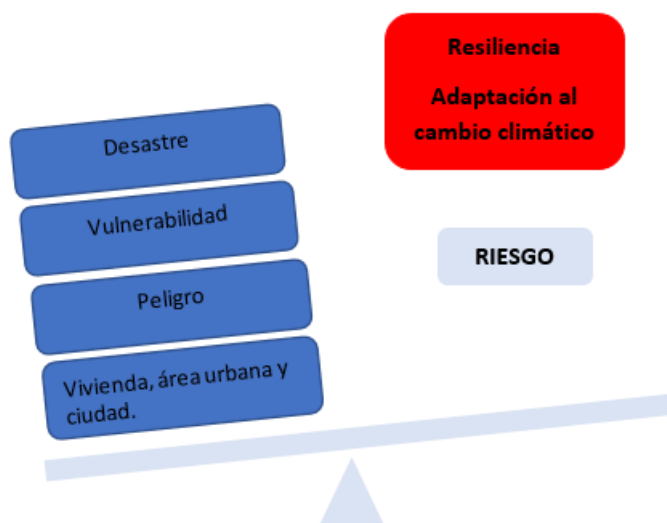 Resiliencia
Adaptación al
cambio climático
Desastre
Vulnerabilidad
Peligro
Vivienda, área urbana y
ciudad.
RIESGO